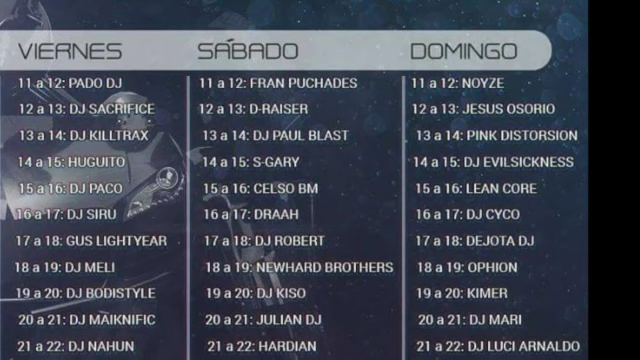 VIERNES
11 a 12: PADO DJ
12 a 13: DJ SACRIFICE
13 a 14: DJ KILLTRAX
14 a 15: HUGUITO
15 a 16: DJ PACO
16 a 17: DJ SIRU
17 a 18: GUS LIGHTYEAR
18 a 19: DJ MELI
19 a 20: DJ BODISTYLE
20 a 21: DJ MAIKNIFIC
21 a 22: DJ NAHUN
SÁBADO
11 a 12: FRAN PUCHADES
12 a 13: D-RAISER
13 a 14: DJ PAUL BLAST
14 a 15: S-GARY
15 a 16: CELSO BM
16 a 17: DRAAH
17 a 18: DJ ROBERT
18 a 19: NEWHARD BROTHERS
19 a 20: DJ KISO
20 a 21: JULIAN DJ
21 a 22: HARDIAN
DOMINGO
11 a 12: NOYZE
12 a 13: JESUS OSORIO
13 a 14: PINK DISTORSION
14 a 15: DJ EVILSICKNESS
15 a 16: LEAN CORE
16 a 17: DJ CYCO
17 a 18: DEJOTA DJ
18 a 19: OPHION
19 a 20: KIMER
20 a 21: DJ MARI
21 a 22: DJ LUCI ARNALDO